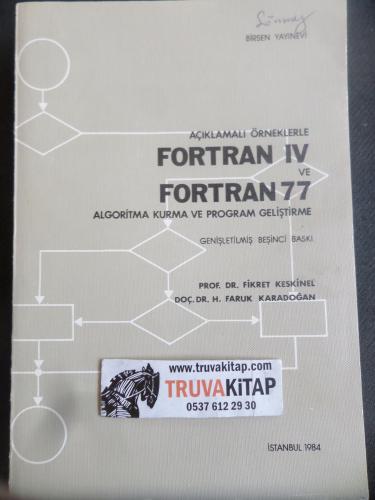 BİRSEN YAYINEVİ
AÇIKLAMALI ÖRNEKLERLE
FORTRAN IV
VE
FORTRAN 77
ALGORİTMA KURMA VE PROGRAM GELİŞTİRME
GENİŞLETİLMİŞ BEŞİNCİ BASKI
PROF. DR. FİKRET KESKİNEL
DOÇ. DR. H. FARUK KARADOĞAN
www.truvakitap.com
TRUVAKiTAP
0537 612 29 30
İSTANBUL 1984